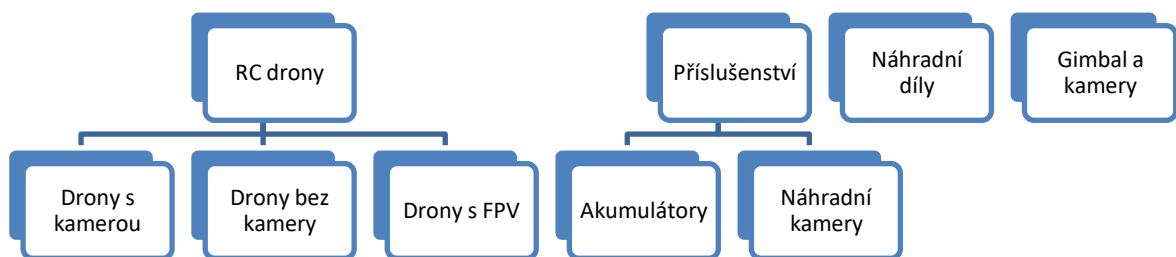 RC drony
Příslušenství
Náhradní
díly
Gimbal a
kamery
Drony s
kamerou
Drony bez
kamery
Drony s FPV
Akumulátory
Náhradní
kamery